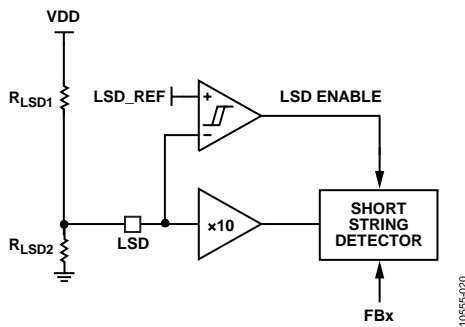 VDD
RLSD1
LSD_REF
+
−
LSD ENABLE
RLSD2
LSD
×10
SHORT
STRING
DETECTOR
FBx
10555-020